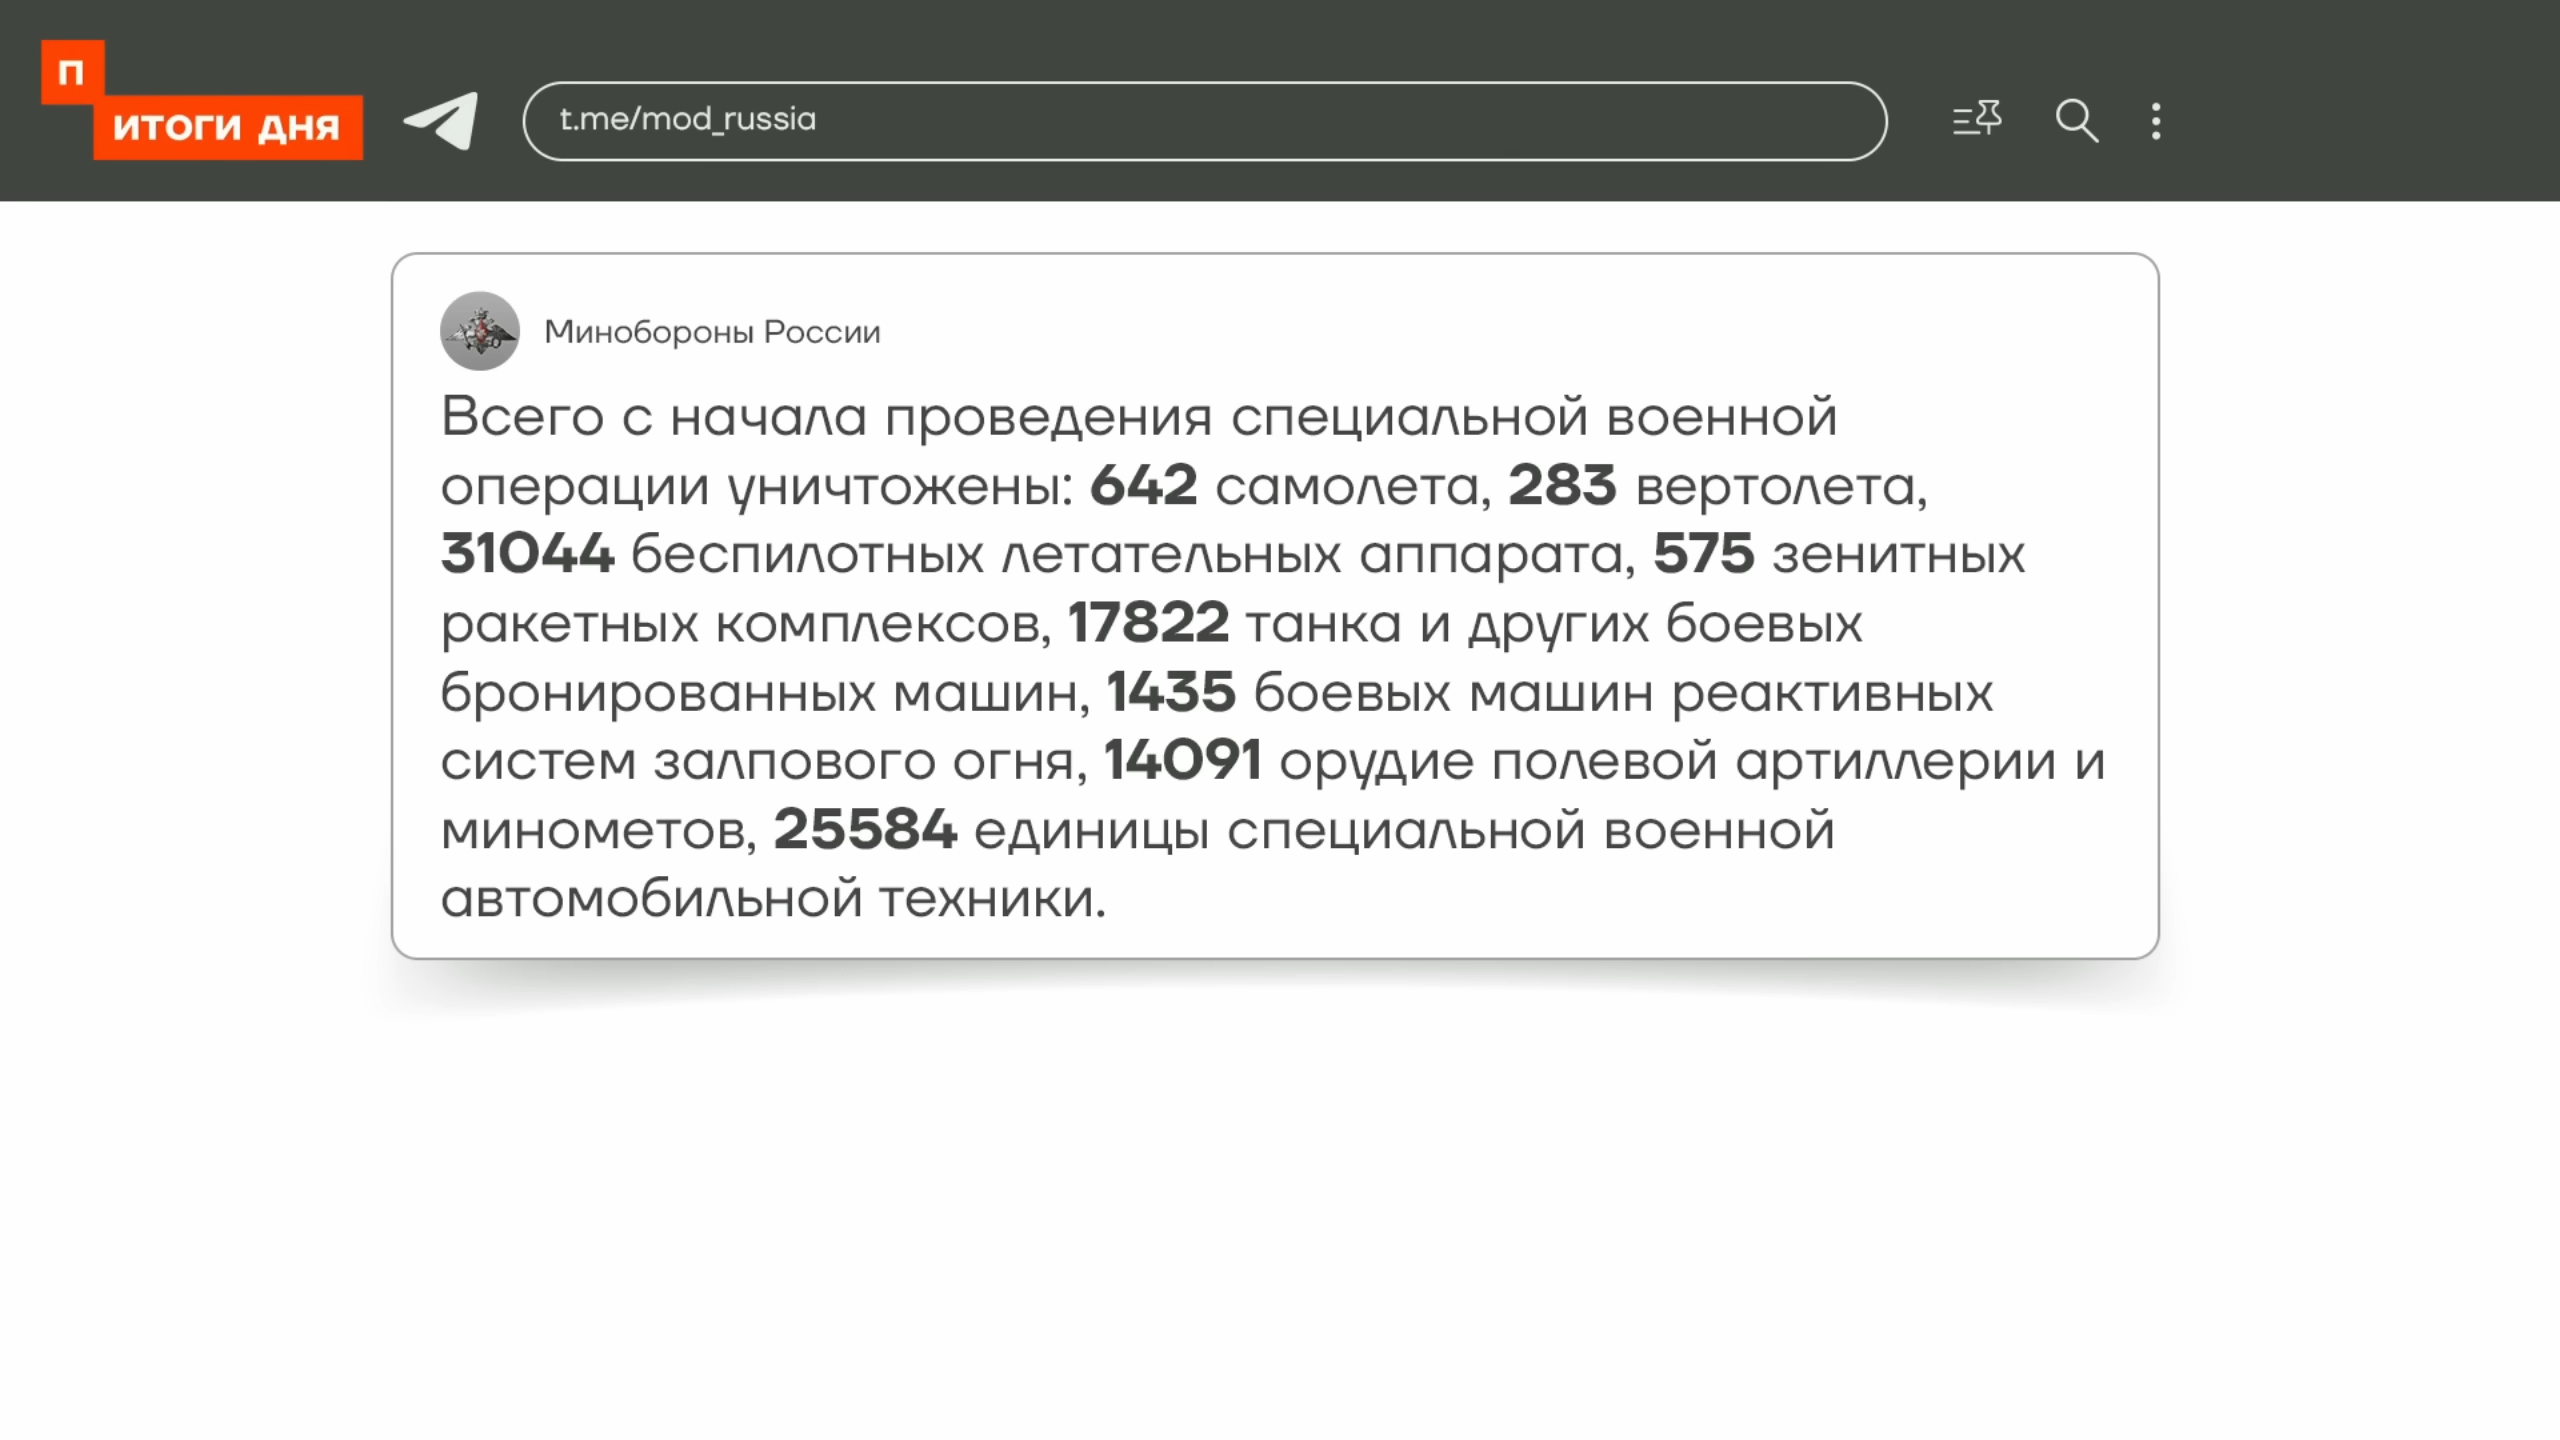 П
ИТОГИ ДНЯ
t.me/mod_russia
Минобороны России
Всего с начала проведения специальной военной
операции уничтожены: 642 самолета, 283 вертолета,
31044 беспилотных летательных аппарата, 575 зенитных
ракетных комплексов, 17822 танка и других боевых
бронированных машин, 1435 боевых машин реактивных
систем залпового огня, 14091 орудие полевой артиллерии и
минометов, 25584 единицы специальной военной
автомобильной техники.